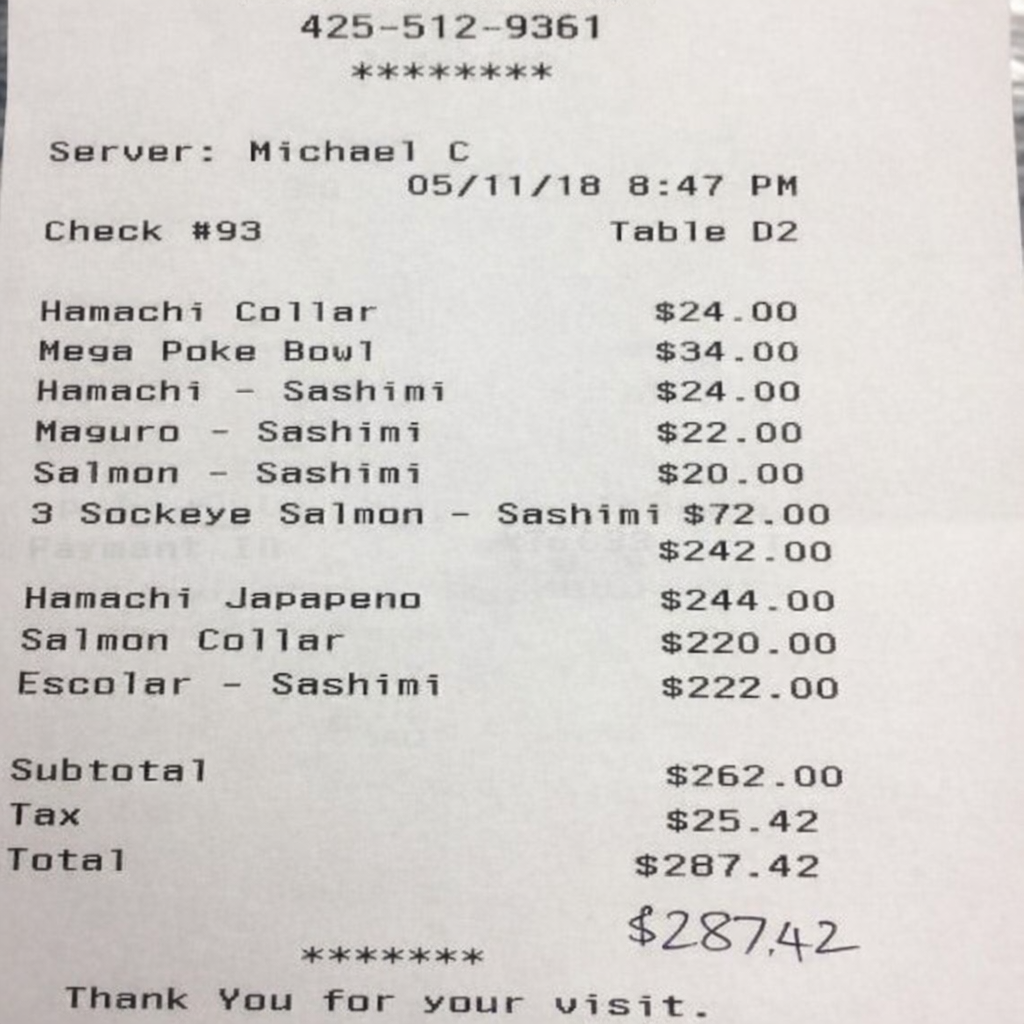 425-512-9361
********
Server: Michael C
05/11/18 8:47 PM
Check #93 Table D2
Hamachi Collar $24.00
Mega Poke Bowl $34.00
Hamachi - Sashimi $24.00
Maguro - Sashimi $22.00
Salmon - Sashimi $20.00
3 Sockeye Salmon - Sashimi $72.00
$242.00
Hamachi Japapeno $244.00
Salmon Collar $220.00
Escolar - Sashimi $222.00
Subtotal $262.00
Tax $25.42
Total $287.42
$287.42
*******
Thank You for your visit.